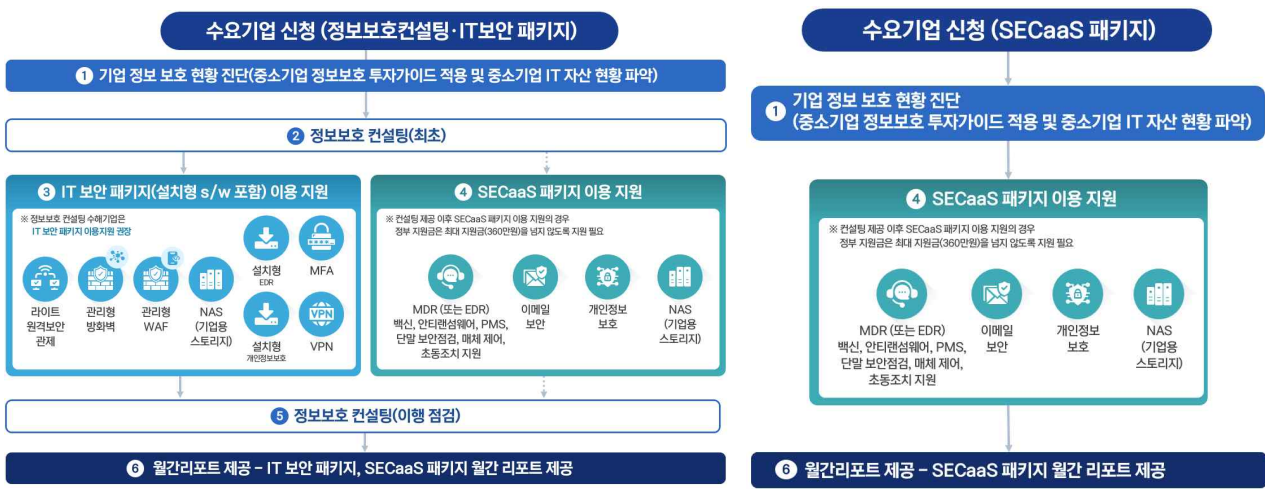 수요기업 신청 (정보보호컨설팅·IT보안 패키지)
1 기업 정보 보호 현황 진단(중소기업 정보보호 투자가이드 적용 및 중소기업 IT 자산 현황 파악)
2 정보보호 컨설팅(최초)
3 IT 보안 패키지(설치형 s/w 포함) 이용 지원
※ 정보보호 컨설팅 수혜기업은
IT 보안 패키지 이용지원 권장
라이트
원격보안
관제
관리형
방화벽
관리형
WAF
NAS
(기업용
스토리지)
설치형
EDR
MFA
설치형
개인정보보호
VPN
VPN
4 SECaaS 패키지 이용 지원
※ 컨설팅 제공 이후 SECaaS 패키지 이용 지원의 경우
정부 지원금은 최대 지원금(360만원)을 넘지 않도록 지원 필요
MDR (또는 EDR)
백신, 안티랜섬웨어, PMS,
단말 보안점검, 매체 제어,
초동조치 지원
이메일
보안
개인정보
보호
NAS
(기업용
스토리지)
5 정보보호 컨설팅(이행 점검)
6 월간리포트 제공 – IT 보안 패키지, SECaaS 패키지 월간 리포트 제공
수요기업 신청 (SECaaS 패키지)
1 기업 정보 보호 현황 진단
(중소기업 정보보호 투자가이드 적용 및 중소기업 IT 자산 현황 파악)
4 SECaaS 패키지 이용 지원
※ 컨설팅 제공 이후 SECaaS 패키지 이용 지원의 경우
정부 지원금은 최대 지원금(360만원)을 넘지 않도록 지원 필요
MDR (또는 EDR)
백신, 안티랜섬웨어, PMS,
단말 보안점검, 매체 제어,
초동조치 지원
이메일
보안
개인정보
보호
NAS
(기업용
스토리지)
6 월간리포트 제공 – SECaaS 패키지 월간 리포트 제공